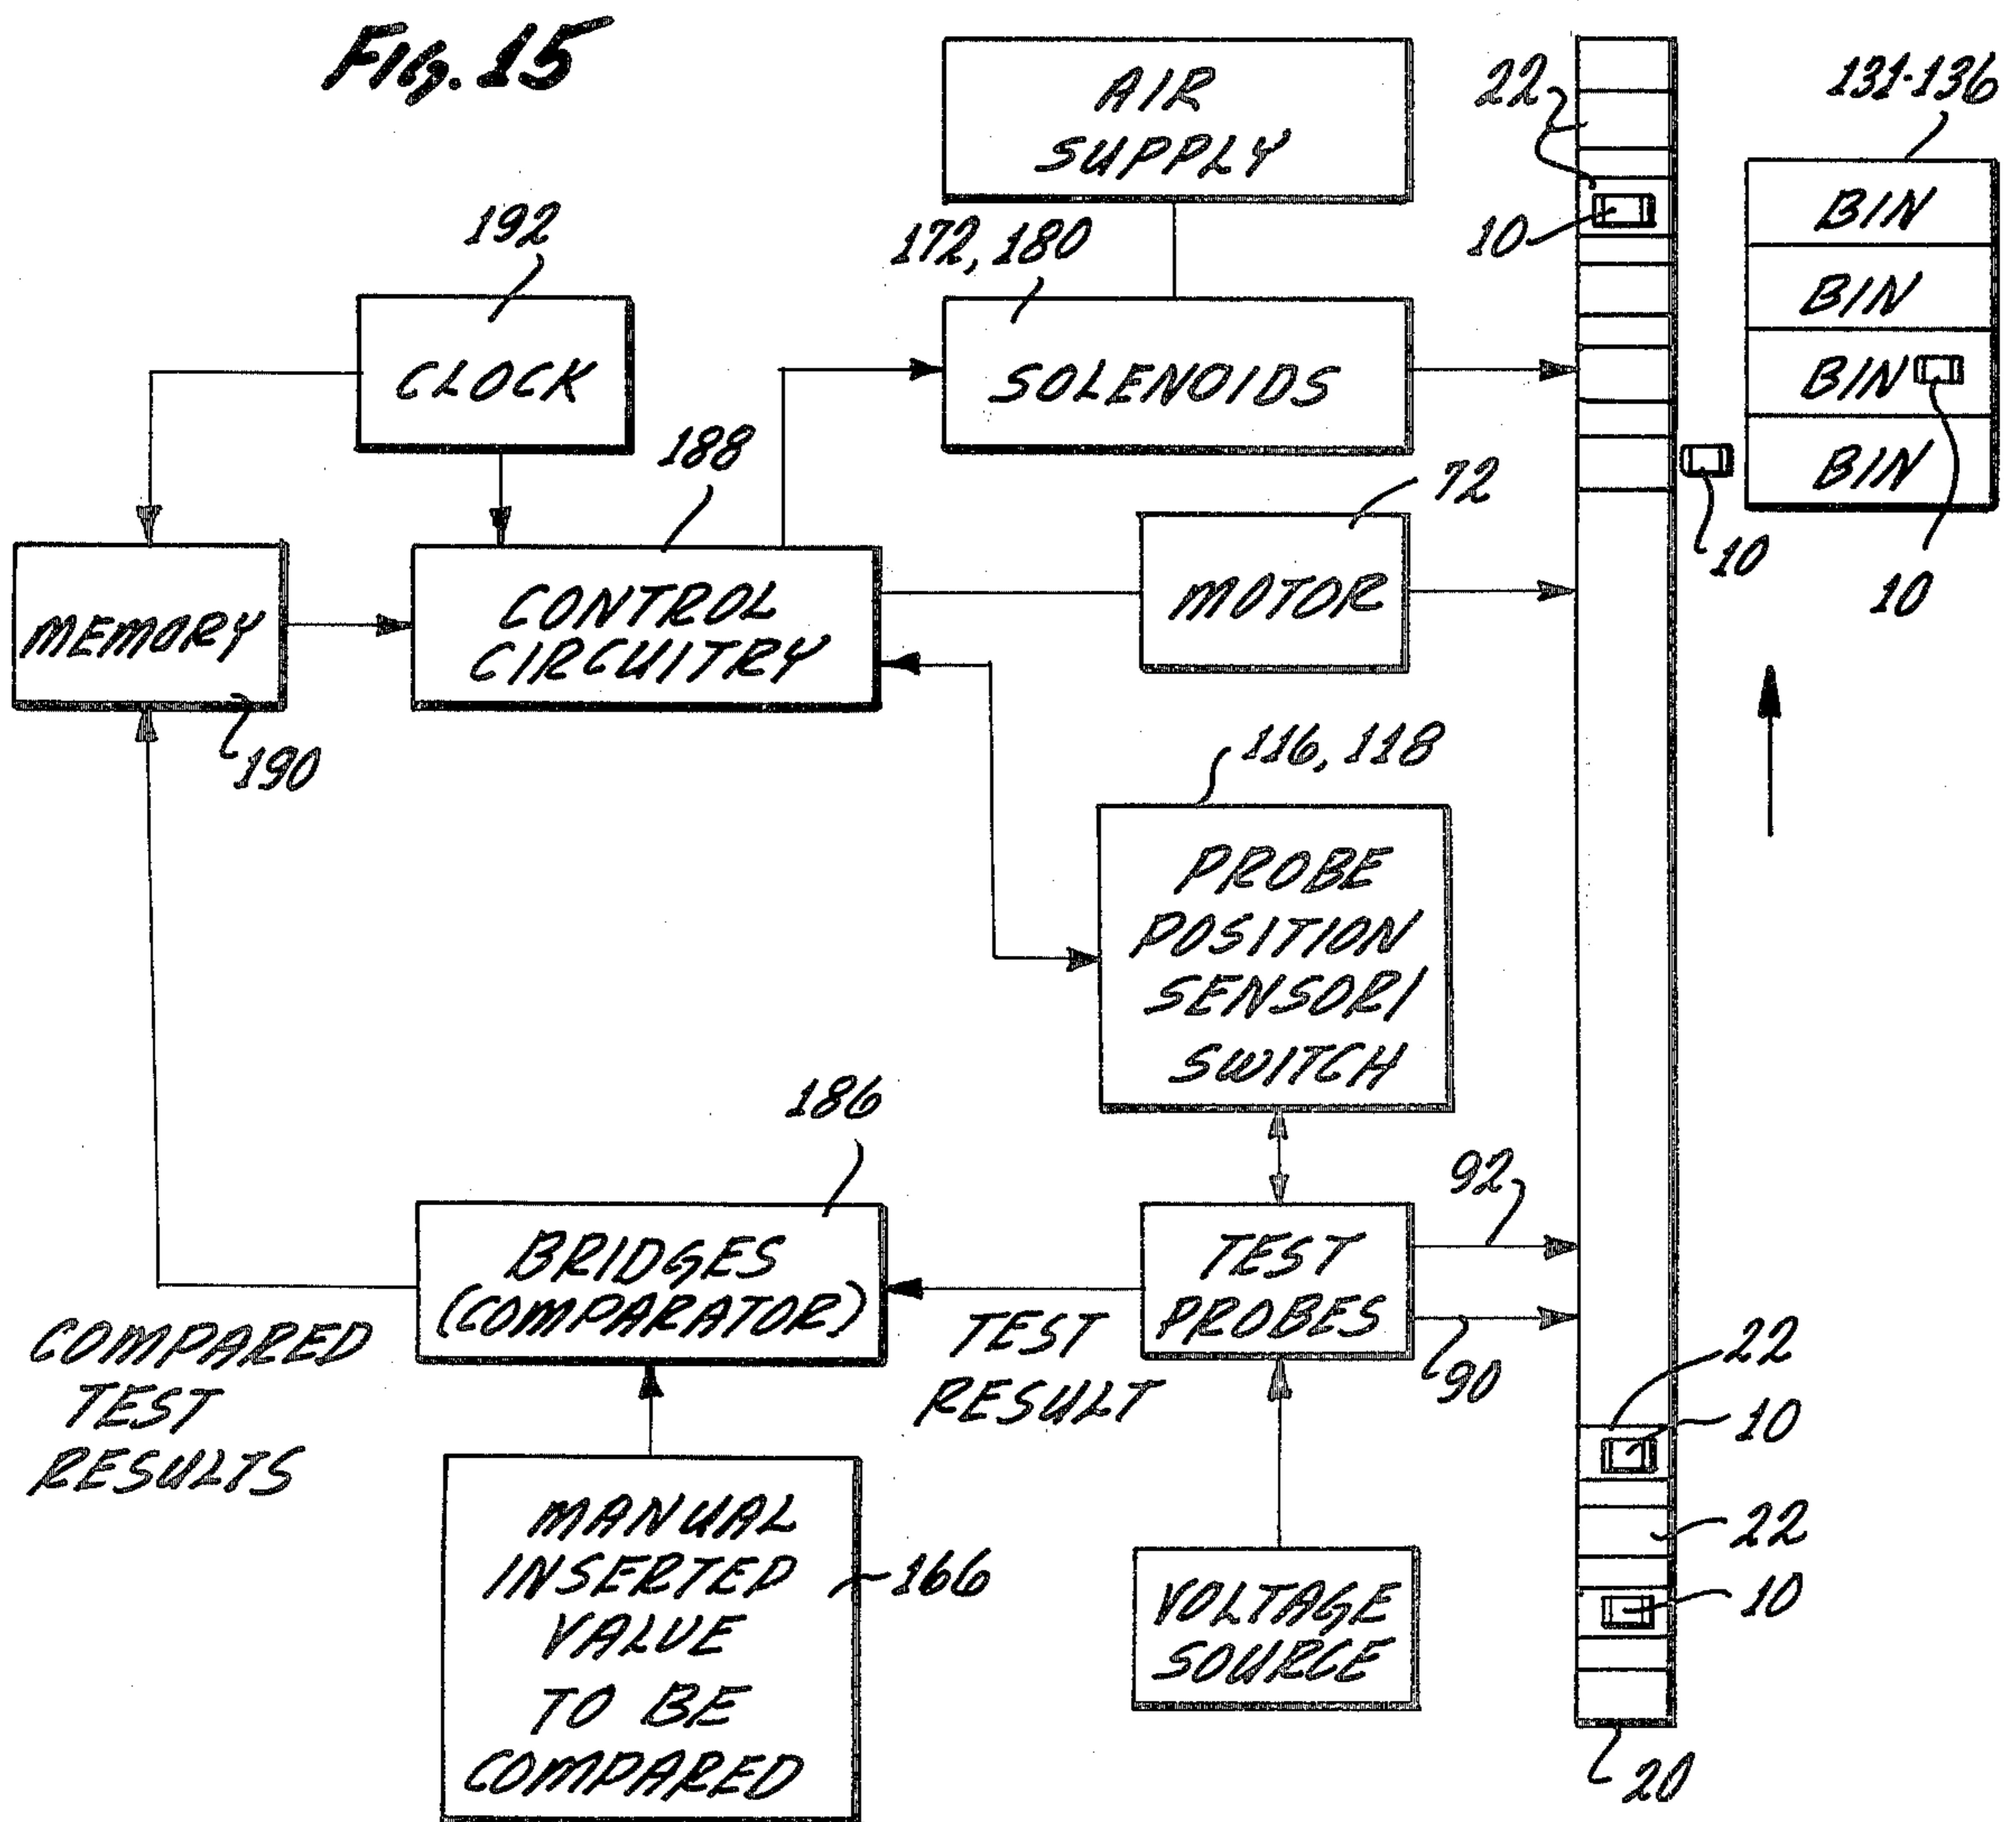 Fig. 15
AIR
SUPPLY
22
131-136
10
BIN
BIN
BIN
BIN
10
10
192
CLOCK
172, 180
SOLENOIDS
188
72
MEMORY
190
CONTROL
CIRCUITRY
MOTOR
116, 118
PROBE
POSITION
SENSOR/
SWITCH
186
BRIDGES
(COMPARATOR)
TEST
PROBES
92
90
COMPARED
TEST
RESULTS
TEST
RESULT
22
10
22
10
MANUAL
INSERTED
VALUE
TO BE
COMPARED
166
VOLTAGE
SOURCE
20